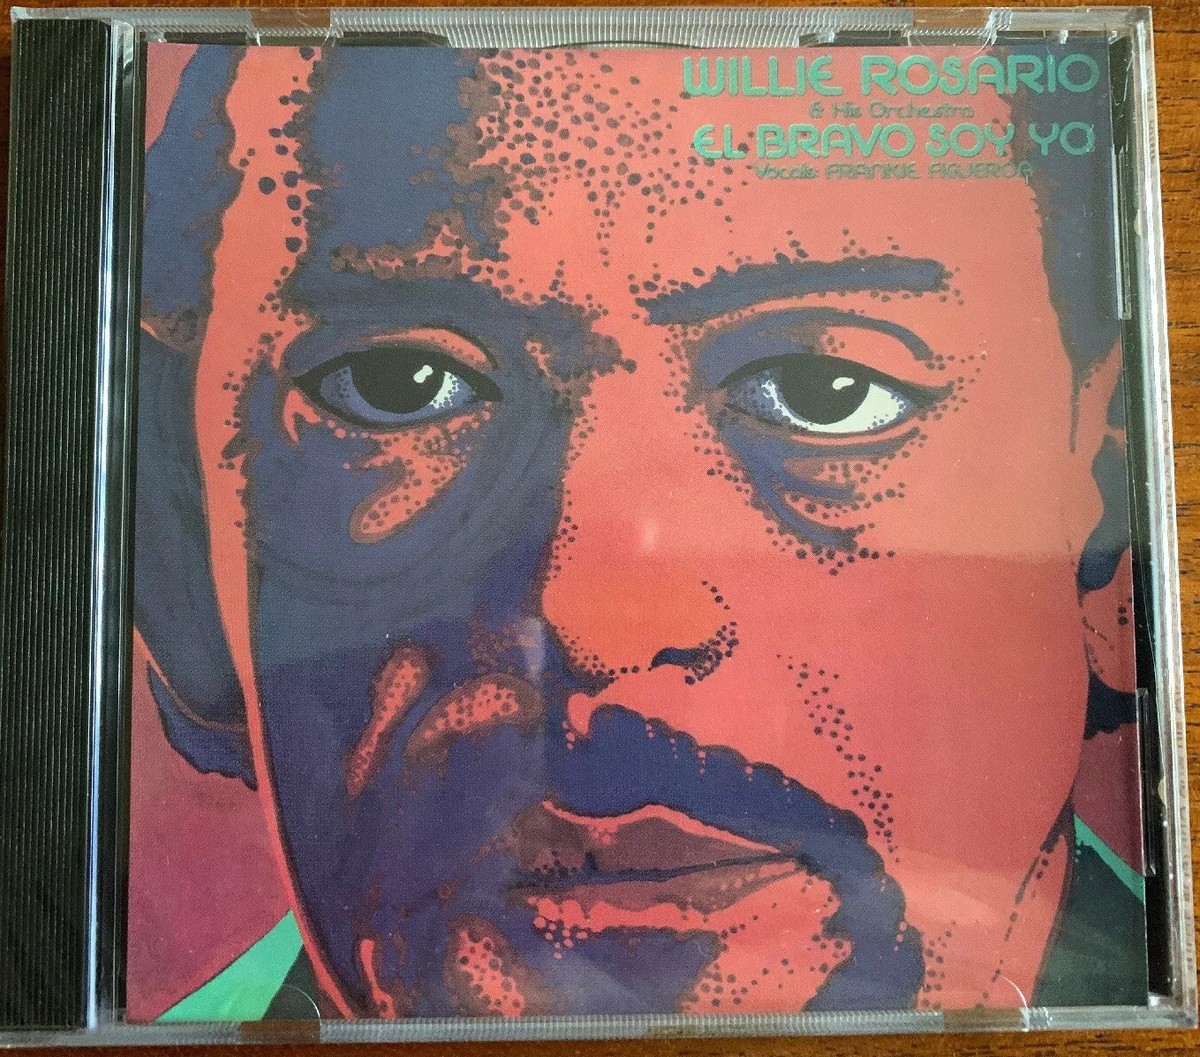 WILLIE ROSARIO
& His Orchestra
EL BRAVO SOY YO
Vocals: FRANKIE FIGUEROA